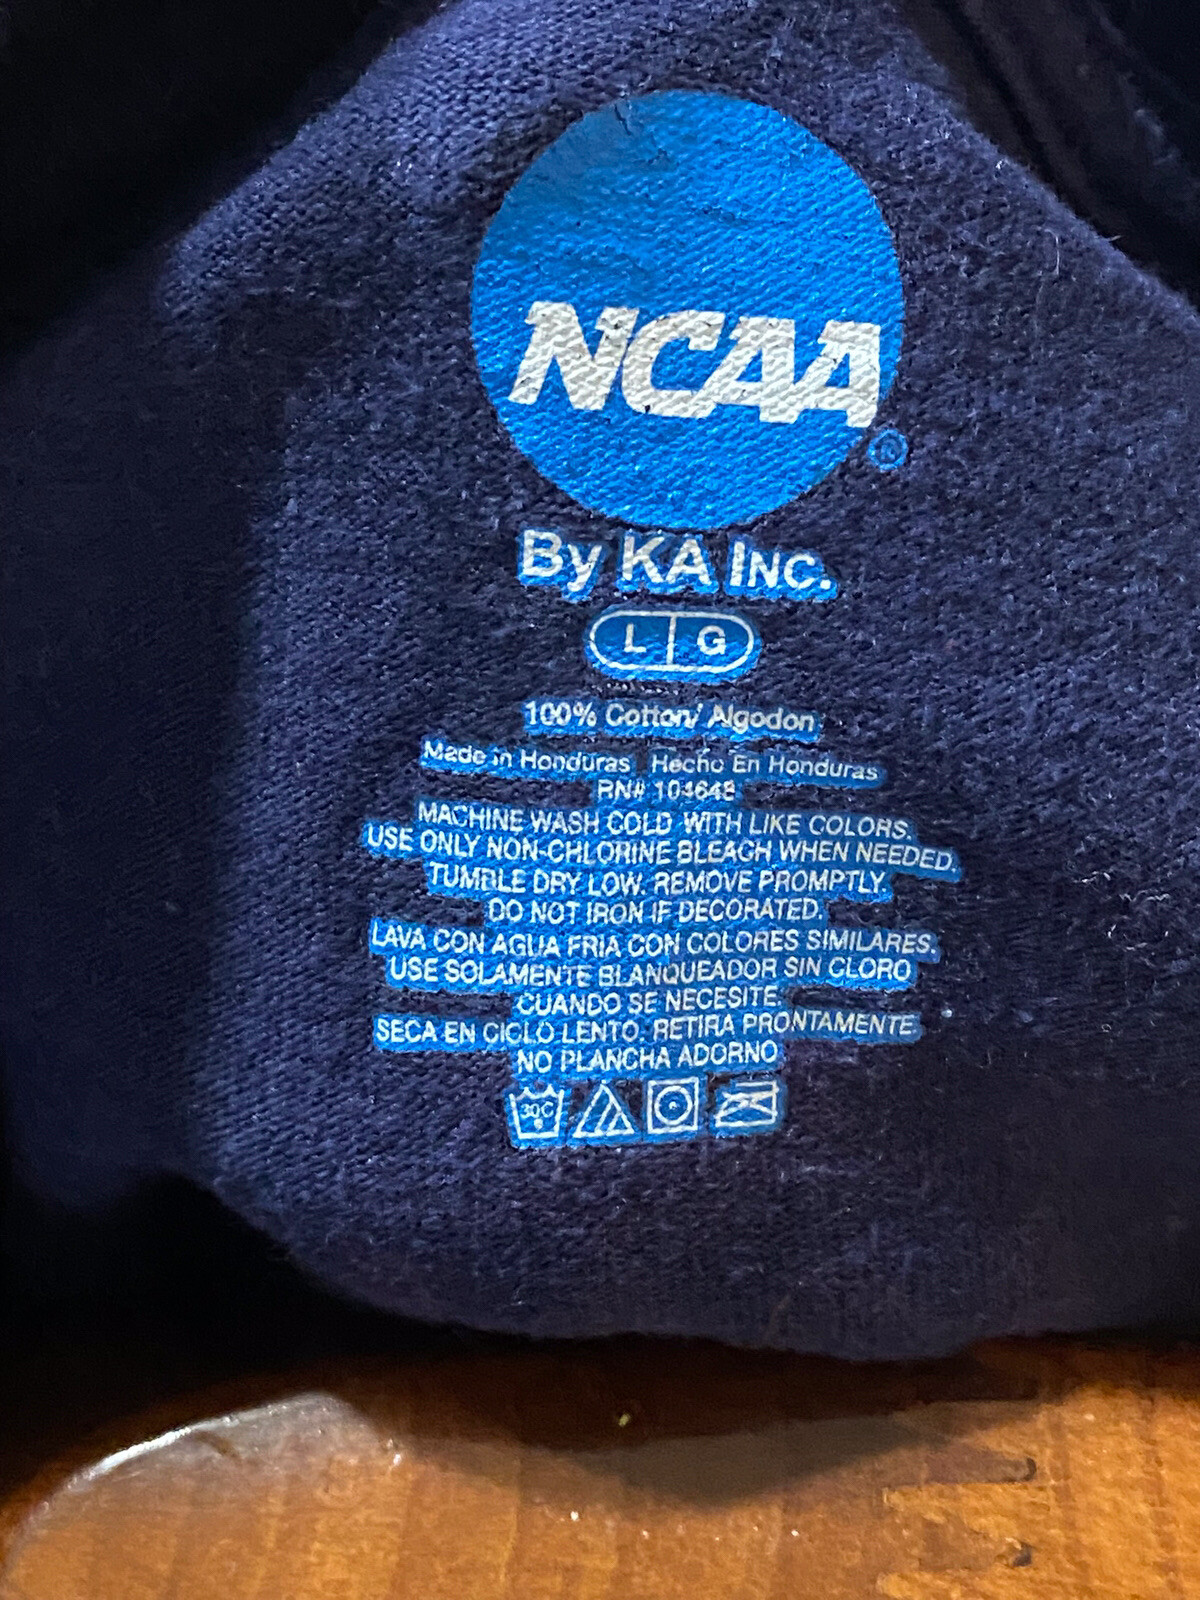 NCAA
®
By KA INC.
L G
100% Cotton/ Algodon
Made in Honduras Hecho En Honduras
RN# 104648
MACHINE WASH COLD WITH LIKE COLORS.
USE ONLY NON-CHLORINE BLEACH WHEN NEEDED.
TUMBLE DRY LOW. REMOVE PROMPTLY.
DO NOT IRON IF DECORATED.
LAVA CON AGUA FRIA CON COLORES SIMILARES.
USE SOLAMENTE BLANQUEADOR SIN CLORO
CUANDO SE NECESITE.
SECA EN CICLO LENTO. RETIRA PRONTAMENTE.
NO PLANCHA ADORNO
30C